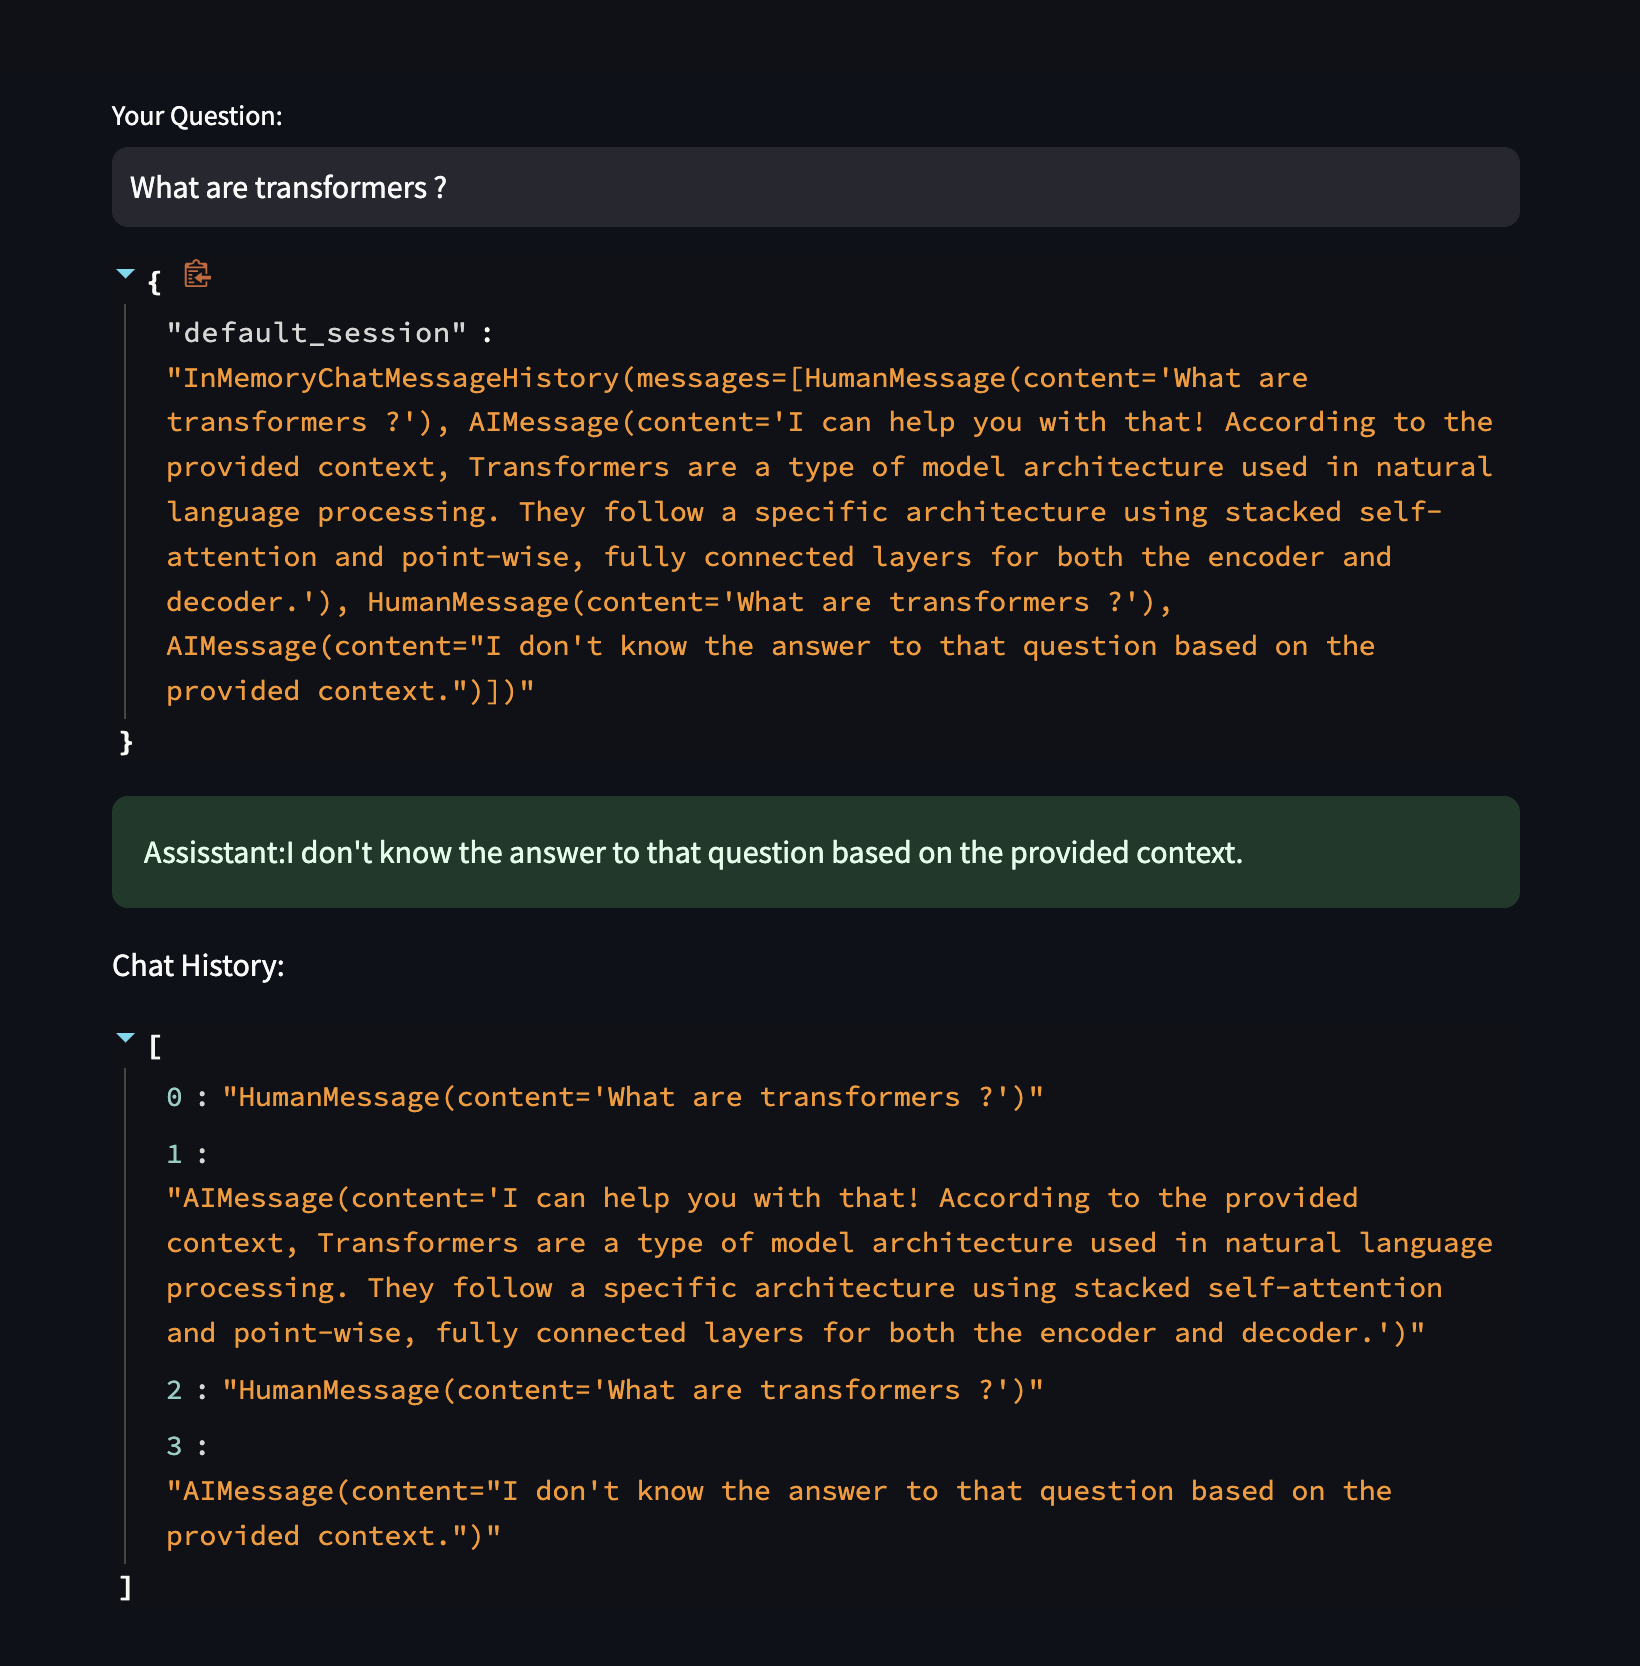 Your Question:
What are transformers ?
{
"default_session" :
"InMemoryChatMessageHistory(messages=[HumanMessage(content='What are
transformers ?'), AIMessage(content='I can help you with that! According to the
provided context, Transformers are a type of model architecture used in natural
language processing. They follow a specific architecture using stacked self-
attention and point-wise, fully connected layers for both the encoder and
decoder.'), HumanMessage(content='What are transformers ?'),
AIMessage(content="I don't know the answer to that question based on the
provided context.")])"
}
Assisstant:I don't know the answer to that question based on the provided context.
Chat History:
[
0 : "HumanMessage(content='What are transformers ?')"
1 :
"AIMessage(content='I can help you with that! According to the provided
context, Transformers are a type of model architecture used in natural language
processing. They follow a specific architecture using stacked self-attention
and point-wise, fully connected layers for both the encoder and decoder.')"
2 : "HumanMessage(content='What are transformers ?')"
3 :
"AIMessage(content="I don't know the answer to that question based on the
provided context.")"
]